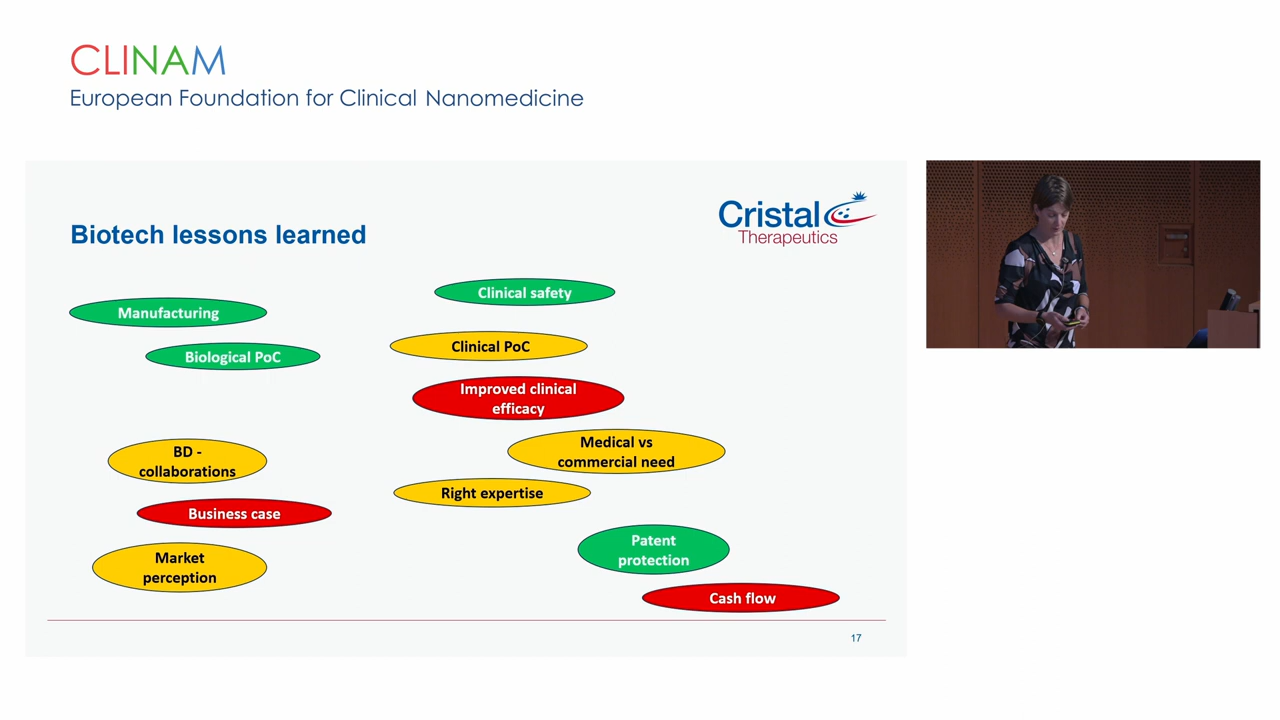 CLINAM
European Foundation for Clinical Nanomedicine
Cristal
Therapeutics
Biotech lessons learned
Clinical safety
Manufacturing
Clinical PoC
Biological PoC
Improved clinical
efficacy
Medical vs
commercial need
BD -
collaborations
Right expertise
Business case
Patent
protection
Market
perception
Cash flow
17